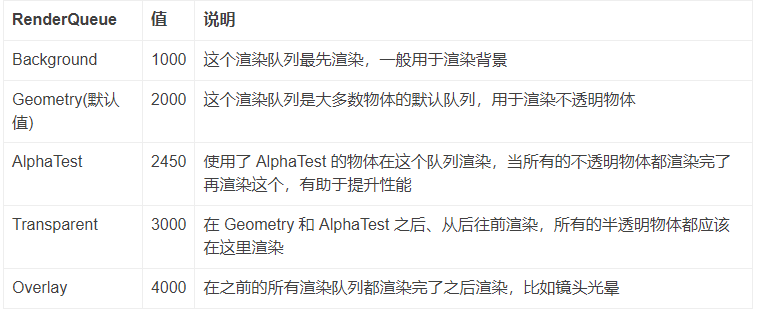 RenderQueue 值 说明
Background 1000 这个渲染队列最先渲染，一般用于渲染背景
Geometry(默认
值) 2000 这个渲染队列是大多数物体的默认队列，用于渲染不透明物体
AlphaTest 2450 使用了 AlphaTest 的物体在这个队列渲染，当所有的不透明物体都渲染完了
再渲染这个，有助于提升性能
Transparent 3000 在 Geometry 和 AlphaTest 之后、从后往前渲染，所有的半透明物体都应该
在这里渲染
Overlay 4000 在之前的所有渲染队列都渲染完了之后渲染，比如镜头光晕